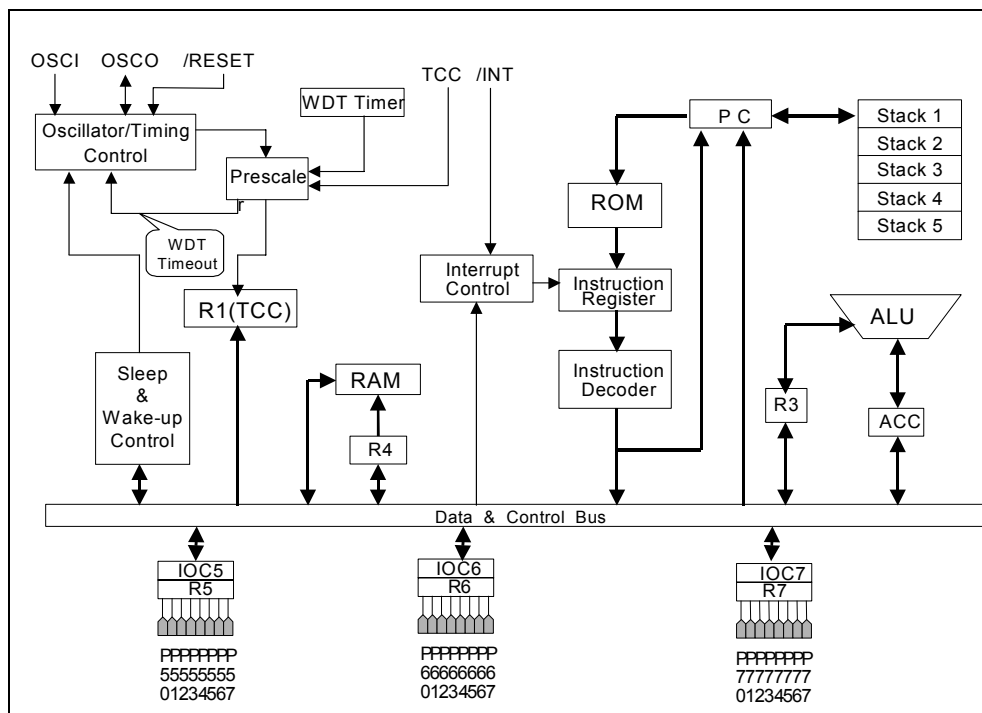 OSCI OSCO /RESET
TCC /INT
WDT Timer
Oscillator/Timing
Control
Prescale
r
WDT
Timeout
R1(TCC)
Sleep
&
Wake-up
Control
RAM
R4
Interrupt
Control
P C
ROM
Instruction
Register
Instruction
Decoder
Stack 1
Stack 2
Stack 3
Stack 4
Stack 5
ALU
R3
ACC
Data & Control Bus
IOC5
R5
PPPPPPPP
55555555
01234567
IOC6
R6
PPPPPPPP
66666666
01234567
IOC7
R7
PPPPPPPP
77777777
01234567